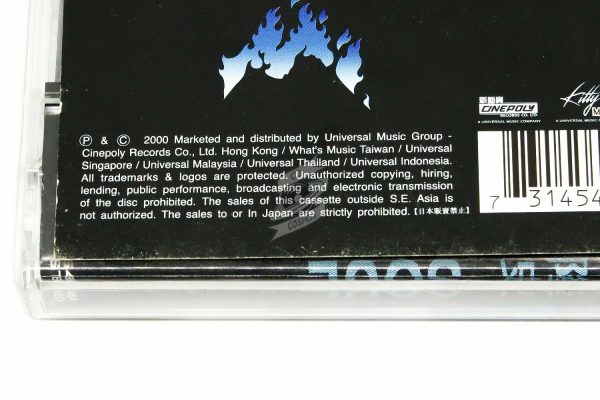 CINEPOLY
RECORDS CO. LTD.
A UNIVERSAL MUSIC COMPANY
Kitty
A UNIVERSAL MUSIC
Ⓟ & © 2000 Marketed and distributed by Universal Music Group -
Cinepoly Records Co., Ltd. Hong Kong / What's Music Taiwan / Universal
Singapore / Universal Malaysia / Universal Thailand / Universal Indonesia.
All trademarks & logos are protected. Unauthorized copying, hiring,
lending, public performance, broadcasting and electronic transmission
of the disc prohibited. The sales of this cassette outside S.E. Asia is
not authorized. The sales to or In Japan are strictly prohibited.【日本販賣禁止】
7 31454